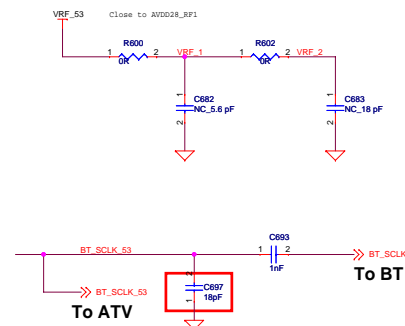 VRF_53 Close to AVDD28_RF1
R600 R602
1 2 VRF_1 1 2 VRF_2
0R 0R
1 1
C682 C683
NC_5.6 pF NC_18 pF
2 2
C693
BT_SCLK_53 2 1 2 BT_SCLK
C697 1nF To BT
BT_SCLK_53 18pF
To ATV 1